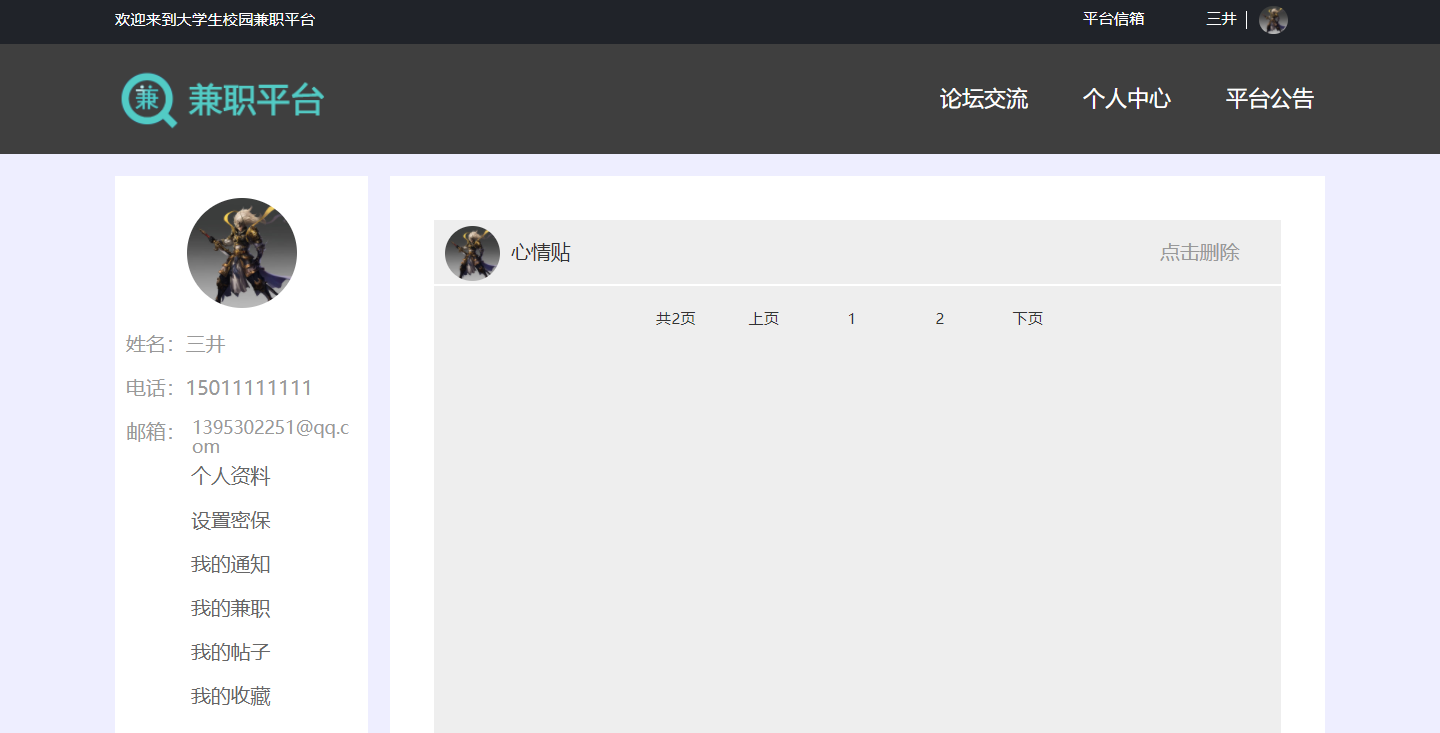 欢迎来到大学生校园兼职平台 平台信箱 三井
兼 兼职平台 论坛交流 个人中心 平台公告
心情贴 点击删除
共2页 上页 1 2 下页
姓名：三井
电话：15011111111
邮箱： 1395302251@qq.c
om
个人资料
设置密保
我的通知
我的兼职
我的帖子
我的收藏